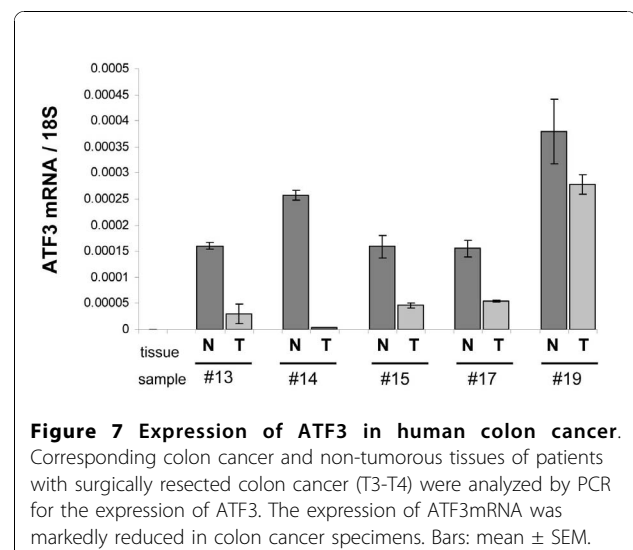 0.0005
0.00045
0.0004
0.00035
0.0003
0.00025
0.0002
0.00015
0.0001
0.00005
0
ATF3 mRNA / 18S
tissue N T N T N T N T N T
sample #13 #14 #15 #17 #19
Figure 7 Expression of ATF3 in human colon cancer.
Corresponding colon cancer and non-tumorous tissues of patients
with surgically resected colon cancer (T3-T4) were analyzed by PCR
for the expression of ATF3. The expression of ATF3mRNA was
markedly reduced in colon cancer specimens. Bars: mean ± SEM.